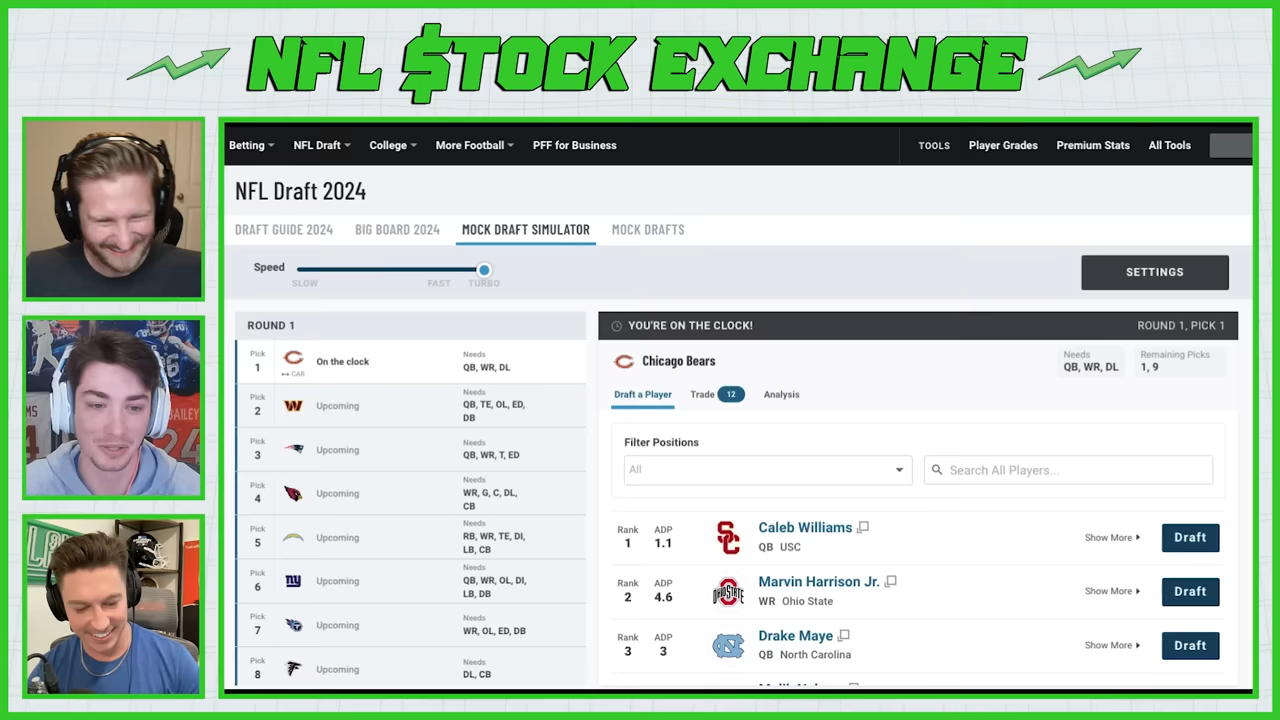 NFL $TOCK EXCHANGE
Betting
NFL Draft
College
More Football
PFF for Business
TOOLS
Player Grades
Premium Stats
All Tools
NFL Draft 2024
DRAFT GUIDE 2024
BIG BOARD 2024
MOCK DRAFT SIMULATOR
MOCK DRAFTS
Speed
SLOW
FAST
TURBO
SETTINGS
ROUND 1
Pick
1
CAR
On the clock
Needs
QB, WR, DL
Pick
2
Upcoming
Needs
QB, TE, OL, ED,
DB
Pick
3
Upcoming
Needs
QB, WR, T, ED
Pick
4
Upcoming
Needs
WR, G, C, DL,
CB
Pick
5
Upcoming
Needs
RB, WR, TE, DI,
LB, CB
Pick
6
ny
Upcoming
Needs
QB, WR, OL, DI,
LB, DB
Pick
7
Upcoming
Needs
WR, OL, ED, DB
Pick
8
Upcoming
Needs
DL, CB
YOU'RE ON THE CLOCK!
ROUND 1, PICK 1
Chicago Bears
Needs
QB, WR, DL
Remaining Picks
1, 9
Draft a Player
Trade 12
Analysis
Filter Positions
All
Search All Players...
Rank
1
ADP
1.1
SC
Caleb Williams
QB USC
Show More
Draft
Rank
2
ADP
4.6
OHIO STATE
Marvin Harrison Jr.
WR Ohio State
Show More
Draft
Rank
3
ADP
3
NC
Drake Maye
QB North Carolina
Show More
Draft
BAILEY